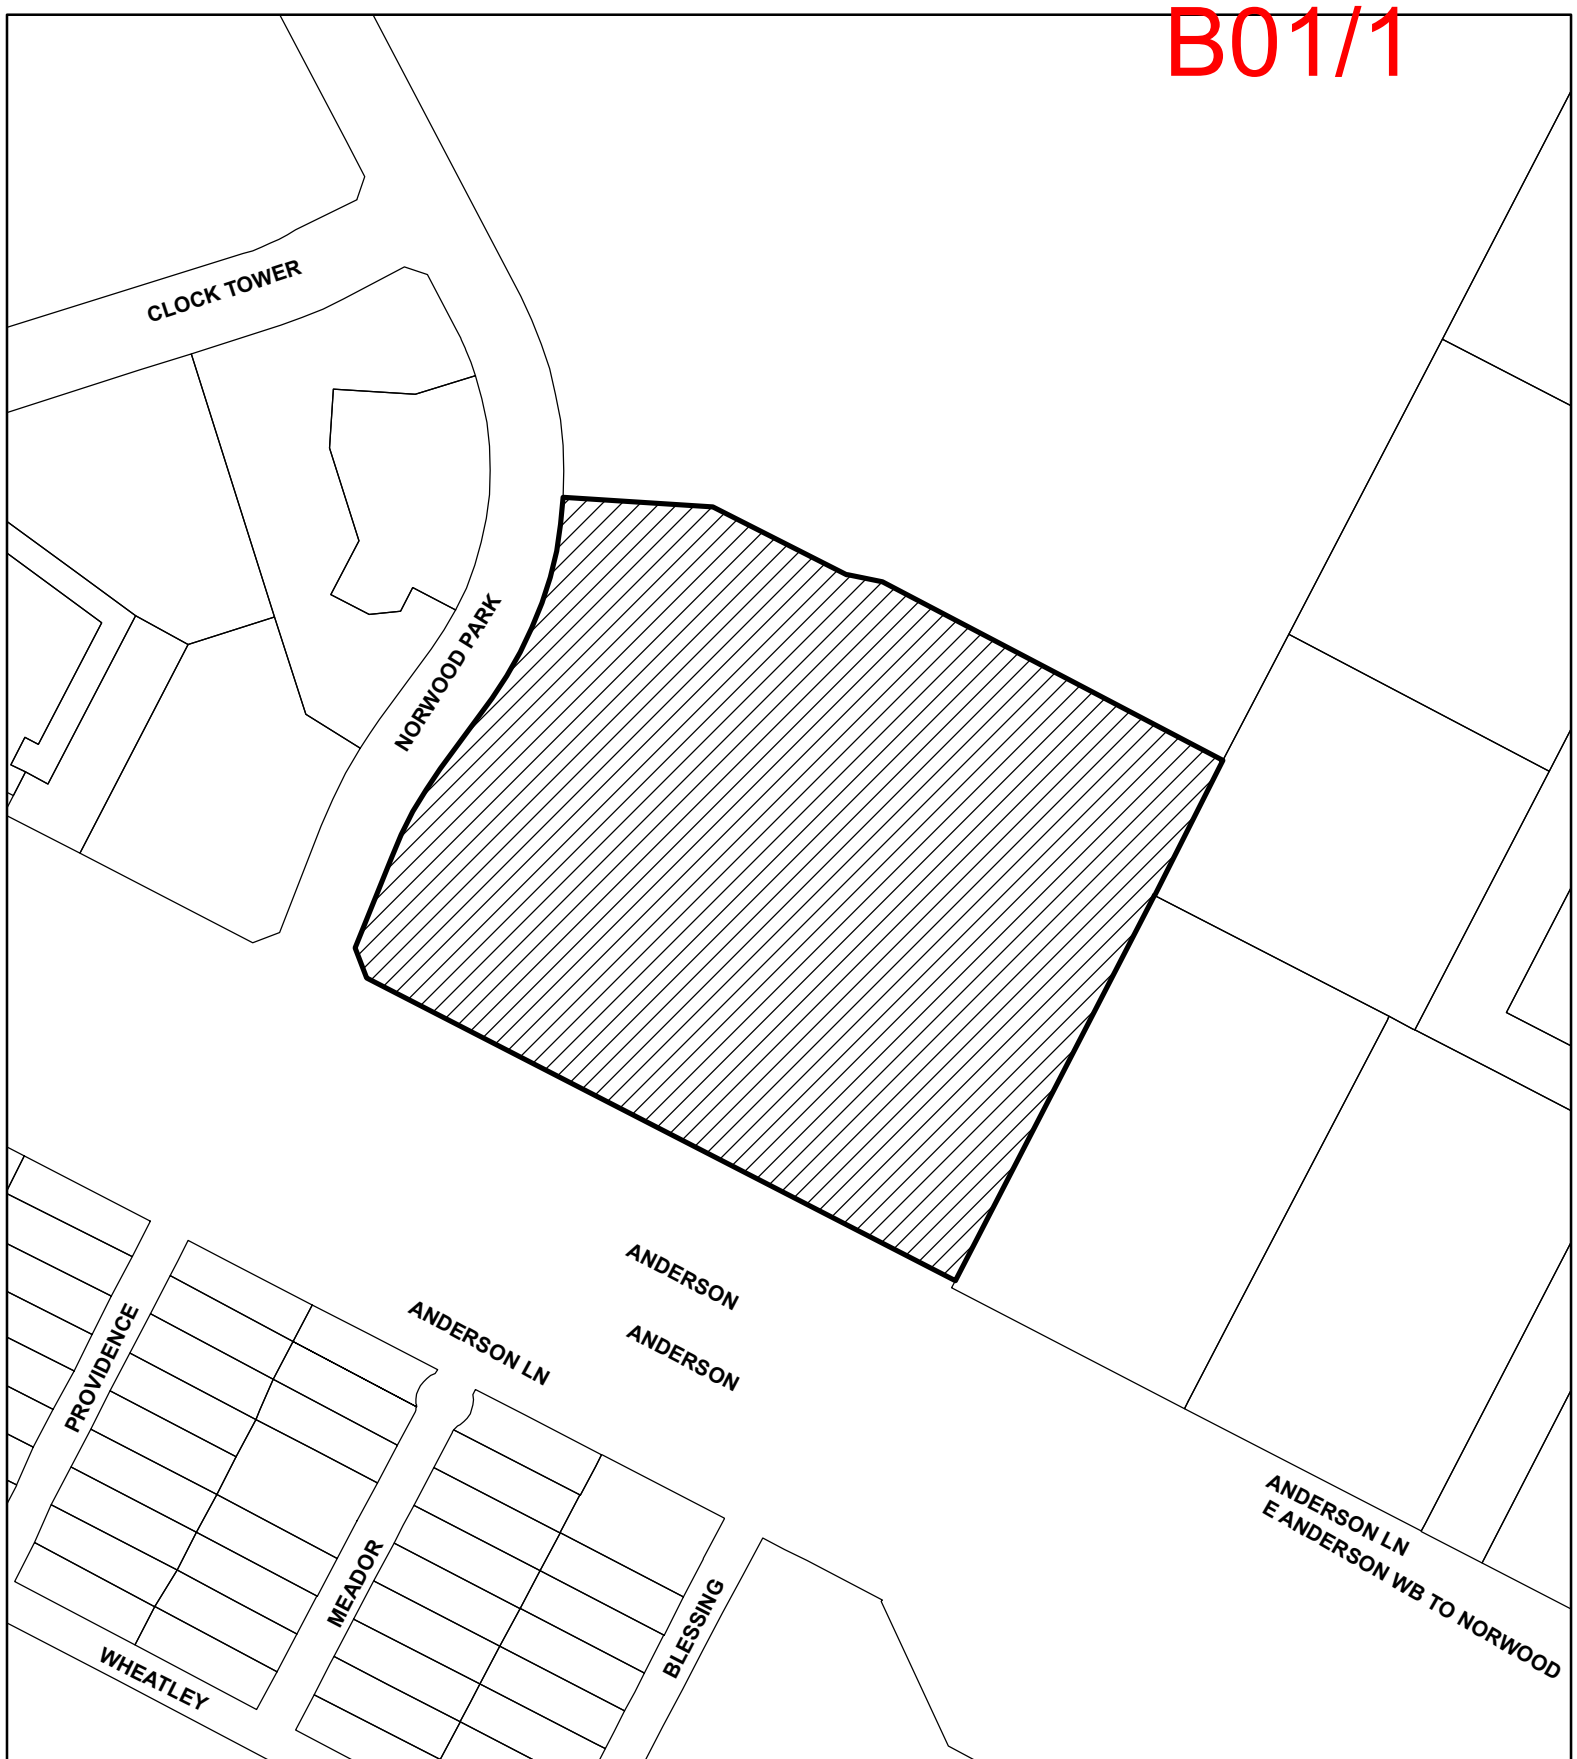 B01/1
CLOCK TOWER
NORWOOD PARK
ANDERSON
ANDERSON LN
ANDERSON
PROVIDENCE
MEADOR
BLESSING
WHEATLEY
ANDERSON LN
E ANDERSON WB TO NORWOOD